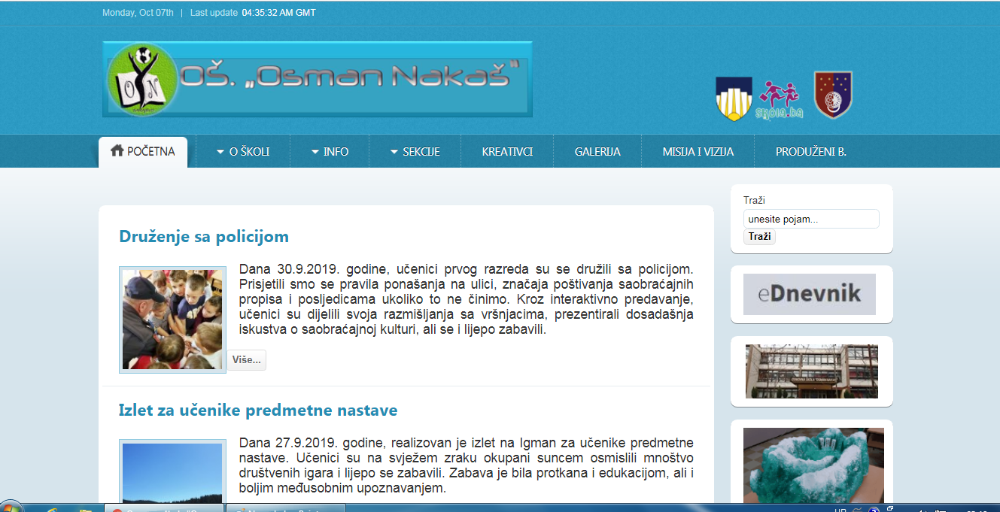 Monday, Oct 07th | Last update 04:35:32 AM GMT
OŠ. „Osman Nakaš"
škola.ba
POČETNA O ŠKOLI INFO SEKCIJE KREATIVCI GALERIJA MISIJA I VIZIJA PRODUŽENI B.
Druženje sa policijom
Dana 30.9.2019. godine, učenici prvog razreda su se družili sa policijom.
Prisjetili smo se pravila ponašanja na ulici, značaja poštivanja saobraćajnih
propisa i posljedicama ukoliko to ne činimo. Kroz interaktivno predavanje,
učenici su dijelili svoja razmišljanja sa vršnjacima, prezentirali dosadašnja
iskustva o saobraćajnoj kulturi, ali se i lijepo zabavili.
Više...
Izlet za učenike predmetne nastave
Dana 27.9.2019. godine, realizovan je izlet na Igman za učenike predmetne
nastave. Učenici su na svježem zraku okupani suncem osmislili mnoštvo
društvenih igara i lijepo se zabavili. Zabava je bila protkana i edukacijom, ali i
boljim međusobnim upoznavanjem.
Traži
unesite pojam...
Traži
eDnevnik